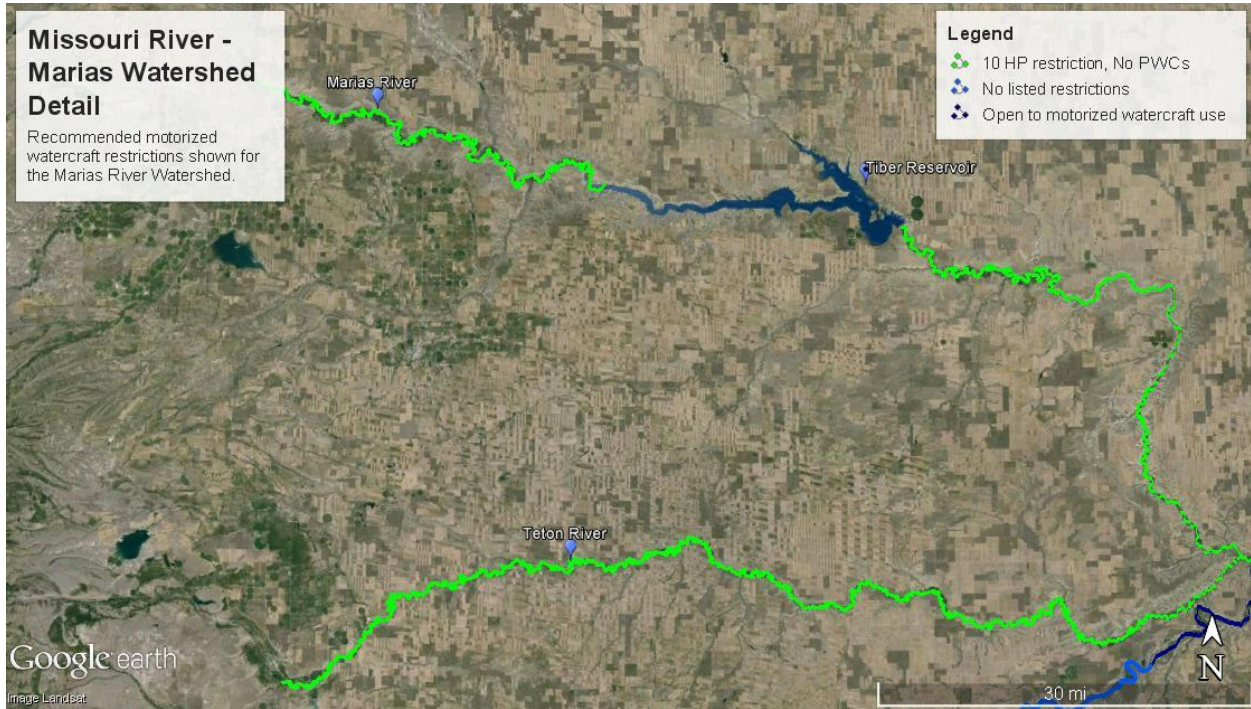 Missouri River -
Marias Watershed
Detail
Recommended motorized
watercraft restrictions shown for
the Marias River Watershed.
Legend
10 HP restriction, No PWCs
No listed restrictions
Open to motorized watercraft use
Marias River
Tiber Reservoir
Teton River
Google earth
Image Landsat
N
30 mi